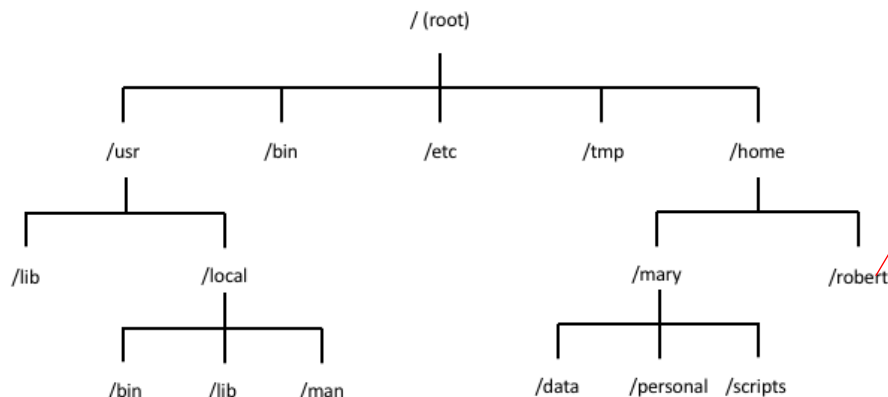 / (root)
/usr /bin /etc /tmp /home
/lib /local /mary /robert
/bin /lib /man /data /personal /scripts